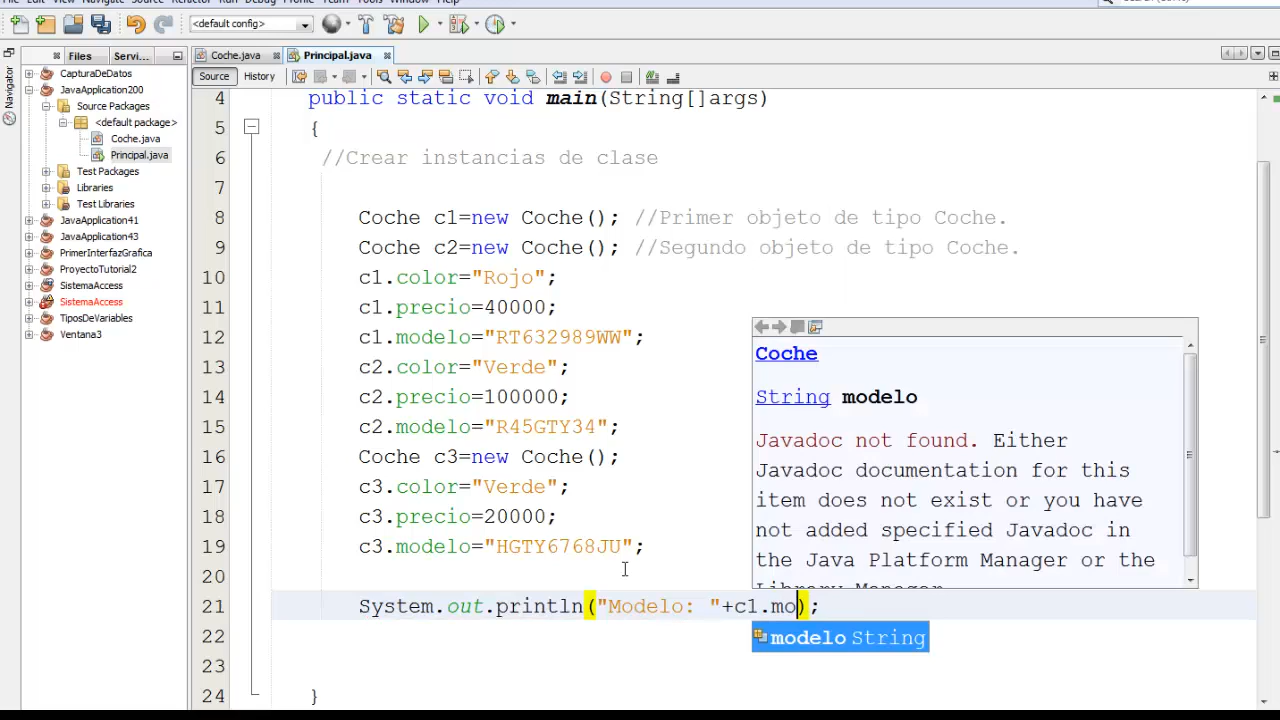 <default config>
Files
Servi...
Coche.java
Principal.java
Source
History
Navigator
CapturaDeDatos
JavaApplication200
Source Packages
<default package>
Coche.java
Principal.java
Test Packages
Libraries
Test Libraries
JavaApplication41
JavaApplication43
PrimerInterfazGrafica
ProyectoTutorial2
SistemaAccess
SistemaAccess
TiposDeVariables
Ventana3
4 public static void main(String[]args)
5 {
6 //Crear instancias de clase
7
8 Coche c1=new Coche(); //Primer objeto de tipo Coche.
9 Coche c2=new Coche(); //Segundo objeto de tipo Coche.
10 c1.color="Rojo";
11 c1.precio=40000;
12 c1.modelo="RT632989WW";
13 c2.color="Verde";
14 c2.precio=100000;
15 c2.modelo="R45GTY34";
16 Coche c3=new Coche();
17 c3.color="Verde";
18 c3.precio=20000;
19 c3.modelo="HGTY6768JU";
20
21 System.out.println("Modelo: "+c1.mo);
22
23
24 }
Coche
String modelo
Javadoc not found. Either
Javadoc documentation for this
item does not exist or you have
not added specified Javadoc in
the Java Platform Manager or the
Library Manager.
modelo String